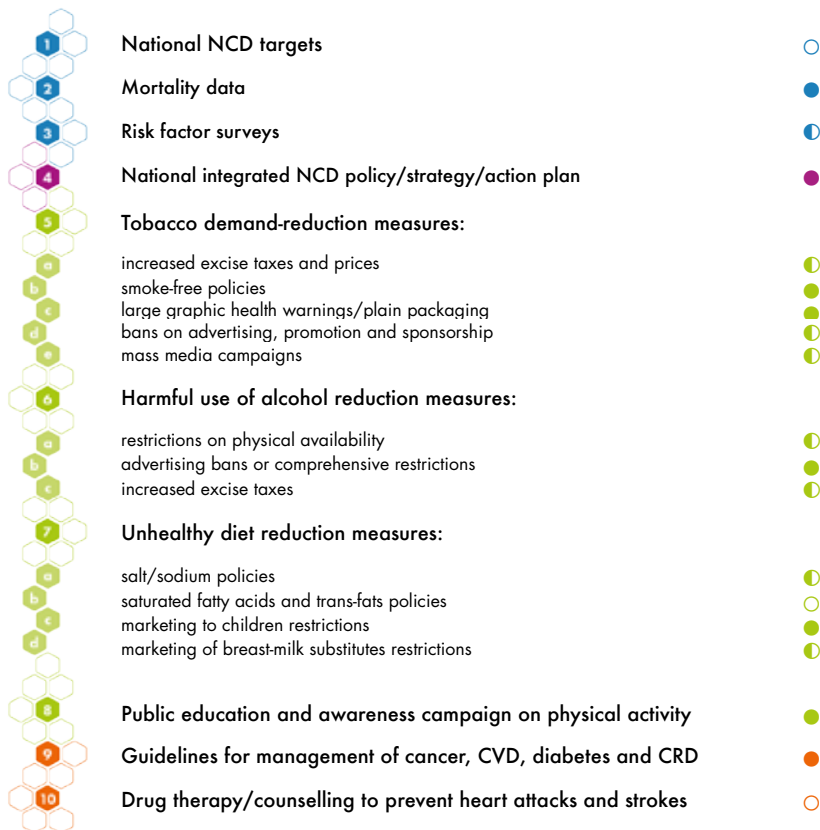 1 National NCD targets
2 Mortality data
3 Risk factor surveys
4 National integrated NCD policy/strategy/action plan
5 Tobacco demand-reduction measures:
a increased excise taxes and prices
b smoke-free policies
c large graphic health warnings/plain packaging
d bans on advertising, promotion and sponsorship
e mass media campaigns
6 Harmful use of alcohol reduction measures:
a restrictions on physical availability
b advertising bans or comprehensive restrictions
c increased excise taxes
7 Unhealthy diet reduction measures:
a salt/sodium policies
b saturated fatty acids and trans-fats policies
c marketing to children restrictions
d marketing of breast-milk substitutes restrictions
8 Public education and awareness campaign on physical activity
9 Guidelines for management of cancer, CVD, diabetes and CRD
10 Drug therapy/counselling to prevent heart attacks and strokes